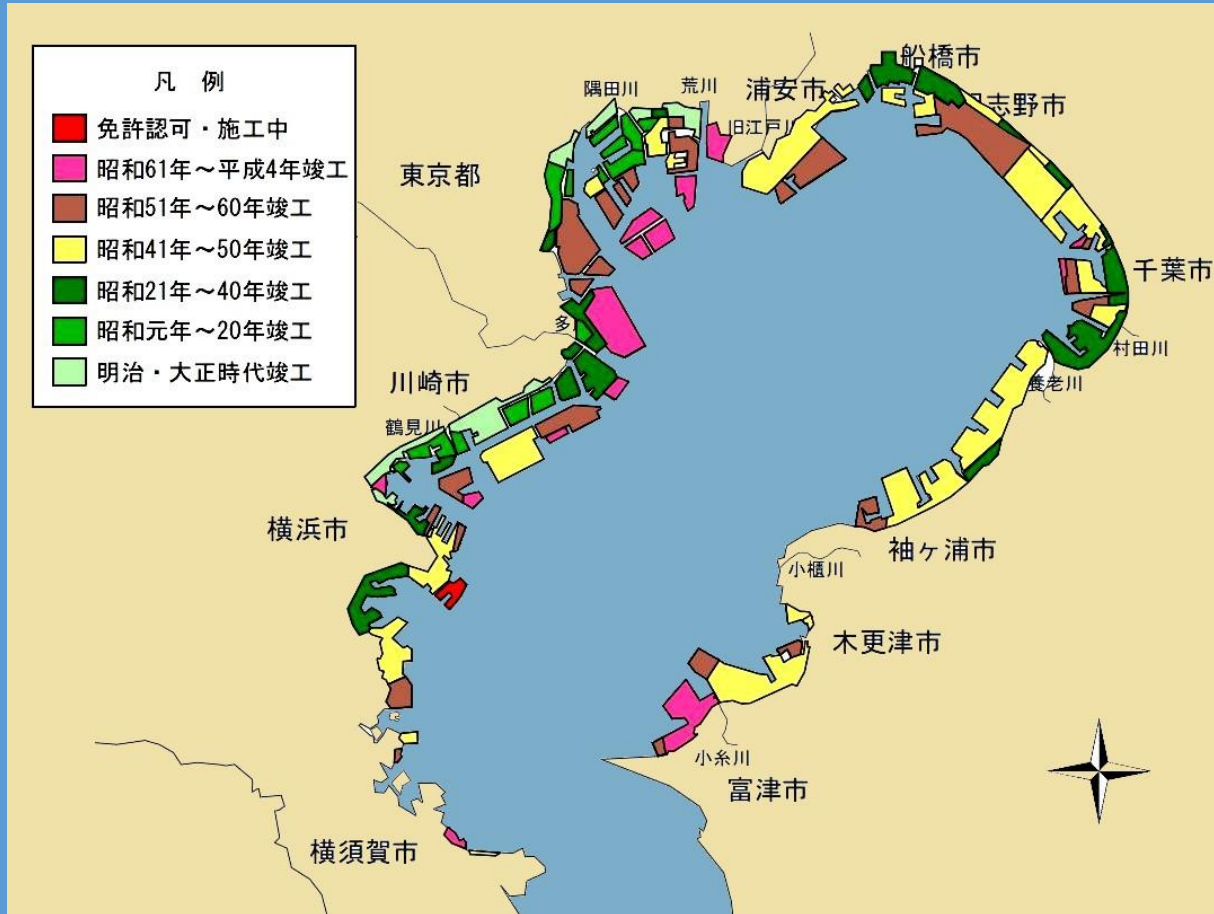 凡 例
免許認可・施工中
昭和61年～平成4年竣工
昭和51年～60年竣工
昭和41年～50年竣工
昭和21年～40年竣工
昭和元年～20年竣工
明治・大正時代竣工
船橋市
隅田川
荒川
浦安市
志野市
旧江戸川
東京都
千葉市
多
村田川
川崎市
養老川
鶴見川
横浜市
袖ヶ浦市
小櫃川
木更津市
小糸川
富津市
横須賀市